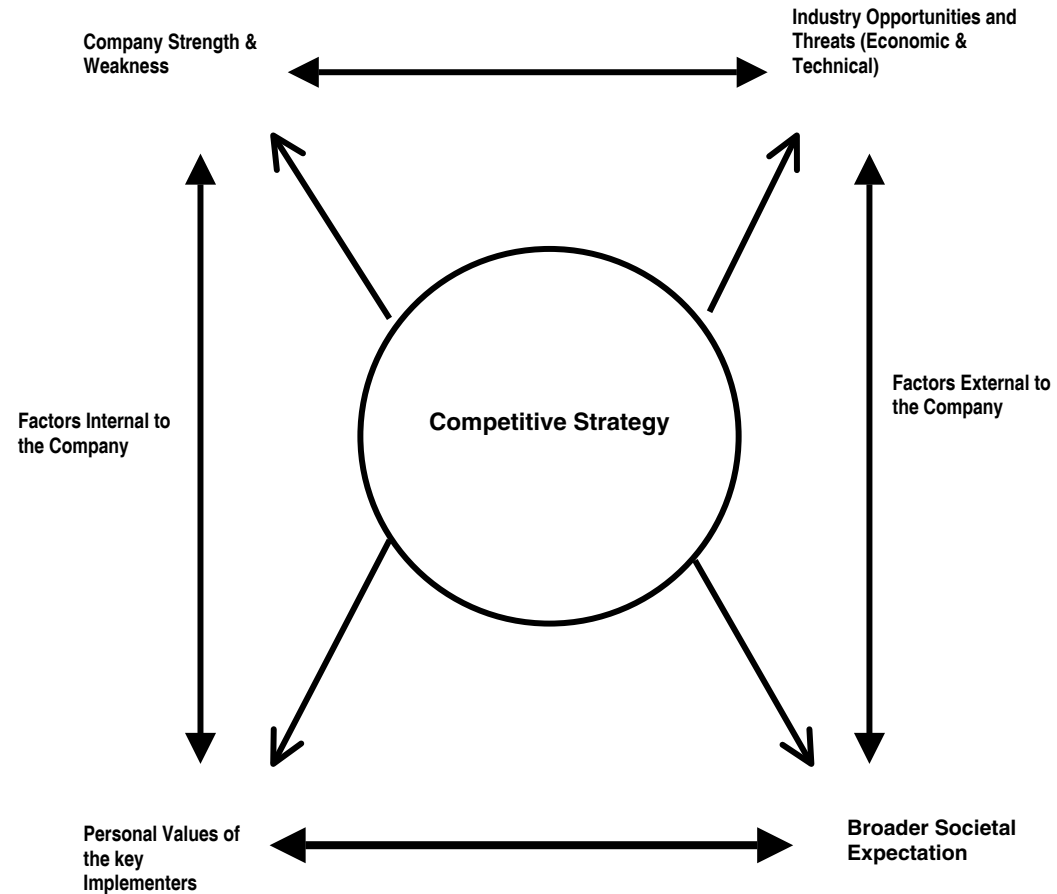 Company Strength &
Weakness
Industry Opportunities and
Threats (Economic &
Technical)
Factors Internal to
the Company
Competitive Strategy
Factors External to
the Company
Personal Values of
the key
Implementers
Broader Societal
Expectation